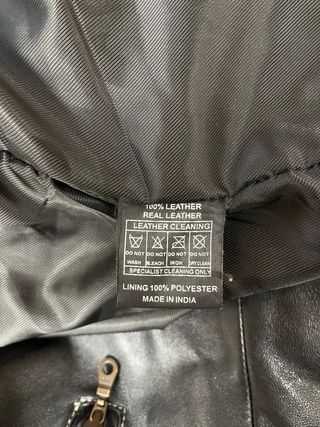 100% LEATHER
REAL LEATHER
LEATHER CLEANING
DO NOT DO NOT DO NOT DO NOT
WASH BLEACH IRON DRY CLEAN
SPECIALIST CLEANING ONLY
LINING 100% POLYESTER
MADE IN INDIA